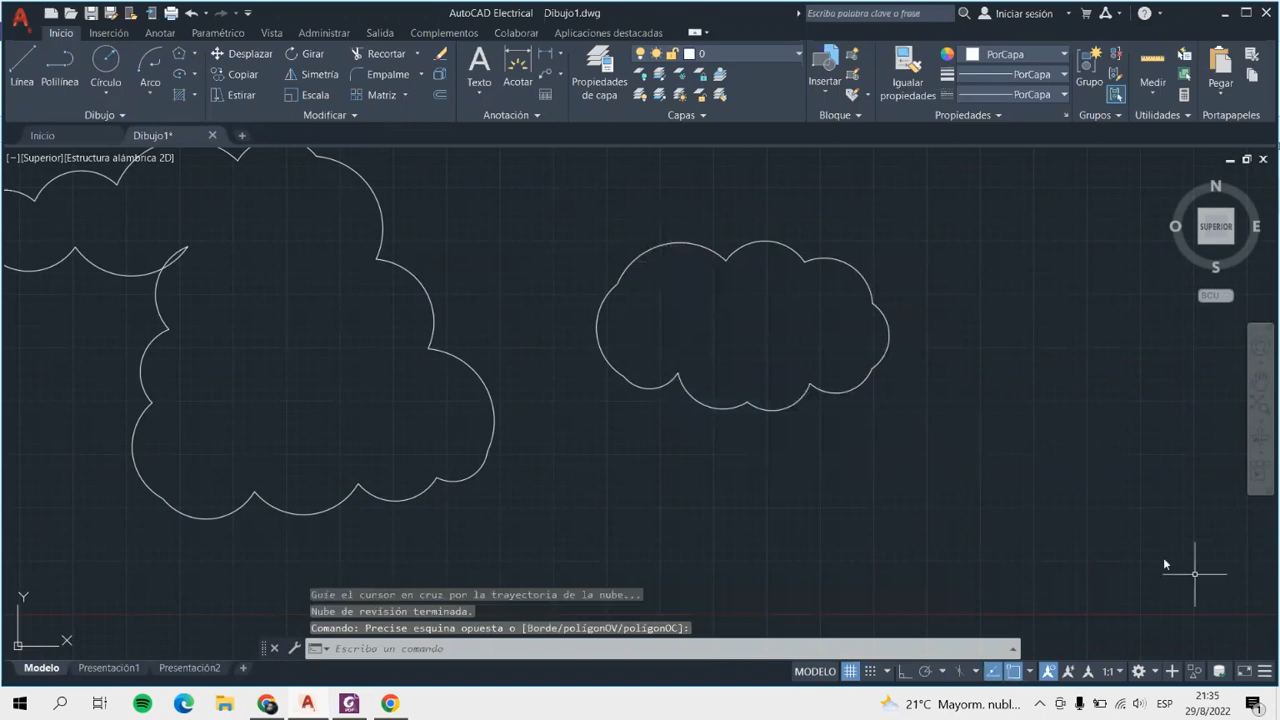 AutoCAD Electrical Dibujo1.dwg
Escriba palabra clave o frase
Iniciar sesión
Inicio Inserción Anotar Paramétrico Vista Administrar Salida Complementos Colaborar Aplicaciones destacadas
Línea Polilínea Círculo Arco
Desplazar Girar Recortar
Copiar Simetría Empalme
Estirar Escala Matriz
Texto Acotar
Propiedades de capa
0
Insertar
Igualar propiedades
PorCapa
PorCapa
PorCapa
Grupo
Medir
Pegar
Dibujo Modificar Anotación Capas Bloque Propiedades Grupos Utilidades Portapapeles
Inicio Dibujo1*
[−][Superior][Estructura alámbrica 2D]
N
O SUPERIOR E
S
SCU
Y
X
Guíe el cursor en cruz por la trayectoria de la nube...
Nube de revisión terminada.
Comando: Precise esquina opuesta o [Borde/polígonOV/polígonOC]:
Escriba un comando
Modelo Presentación1 Presentación2
MODELO 1:1
21°C Mayorm. nubl...
ESP
21:35
29/8/2022
1